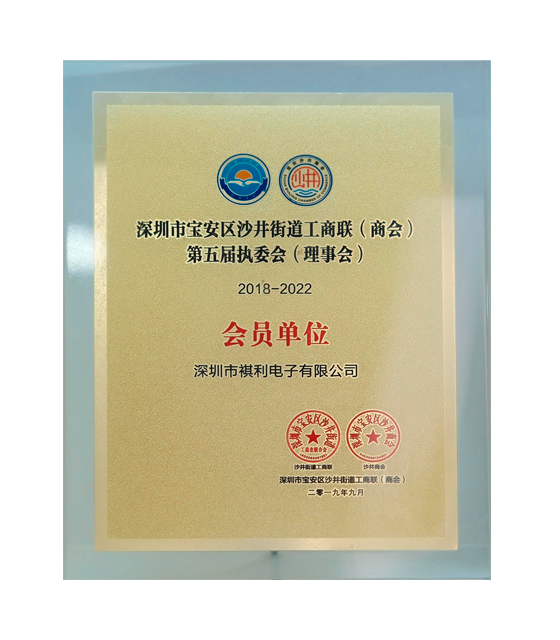 深圳市宝安区沙井街道工商联（商会）
第五届执委会（理事会）
2018-2022
会员单位
深圳市祺利电子有限公司
沙井街道工商联
沙井商会
深圳市宝安区沙井街道工商联（商会）
二零一九年九月